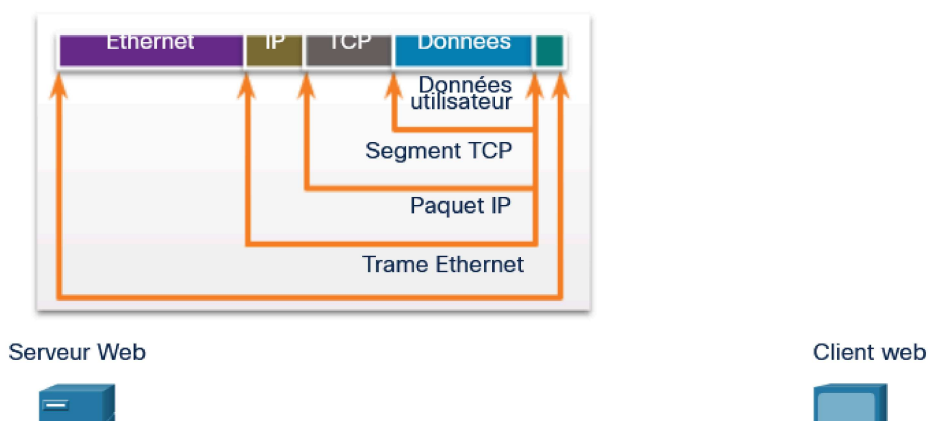 Ethernet IP TCP Données
Données
utilisateur
Segment TCP
Paquet IP
Trame Ethernet
Serveur Web
Client web